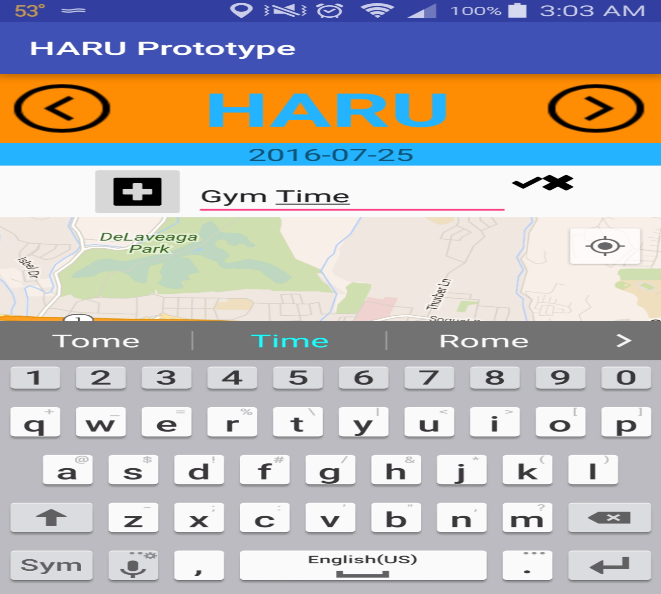 53° 100% 3:03 AM
HARU Prototype
HARU
2016-07-25
Gym Time
DeLaveaga
Park
Isbel Dr
Thurber Ln
Soquel
1
Tome Time Rome
1 2 3 4 5 6 7 8 9 0
+ _ = % \ | < > [ ]
q w e r t y u i o p
@ $ ! # / & * ( )
a s d f g h j k l
- ' : ; " , ?
z x c v b n m
Sym , English(US) .